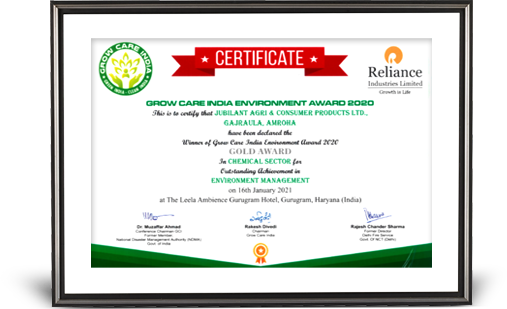 GROW CARE INDIA
GREEN INDIA - CLEAN INDIA
CERTIFICATE
Reliance
Industries Limited
Growth is Life
GROW CARE INDIA ENVIRONMENT AWARD 2020
This is to certify that JUBILANT AGRI & CONSUMER PRODUCTS LTD.,
GAJRAULA, AMROHA
have been declared the
Winner of Grow Care India Environment Award 2020
GOLD AWARD
In CHEMICAL SECTOR for
Outstanding Achievement in
ENVIRONMENT MANAGEMENT
on 16th January 2021
at The Leela Ambience Gurugram Hotel, Gurugram, Haryana (India)
Dr. Muzaffar Ahmad
Conference Chairman GCI
Former Member
National Disaster Management Authority (NDMA)
Govt. of India
Rakesh Divedi
Chairman
Grow Care India
Rajesh Chander Sharma
Former Director
Delhi Fire Service
Govt. Of NCT (Delhi)